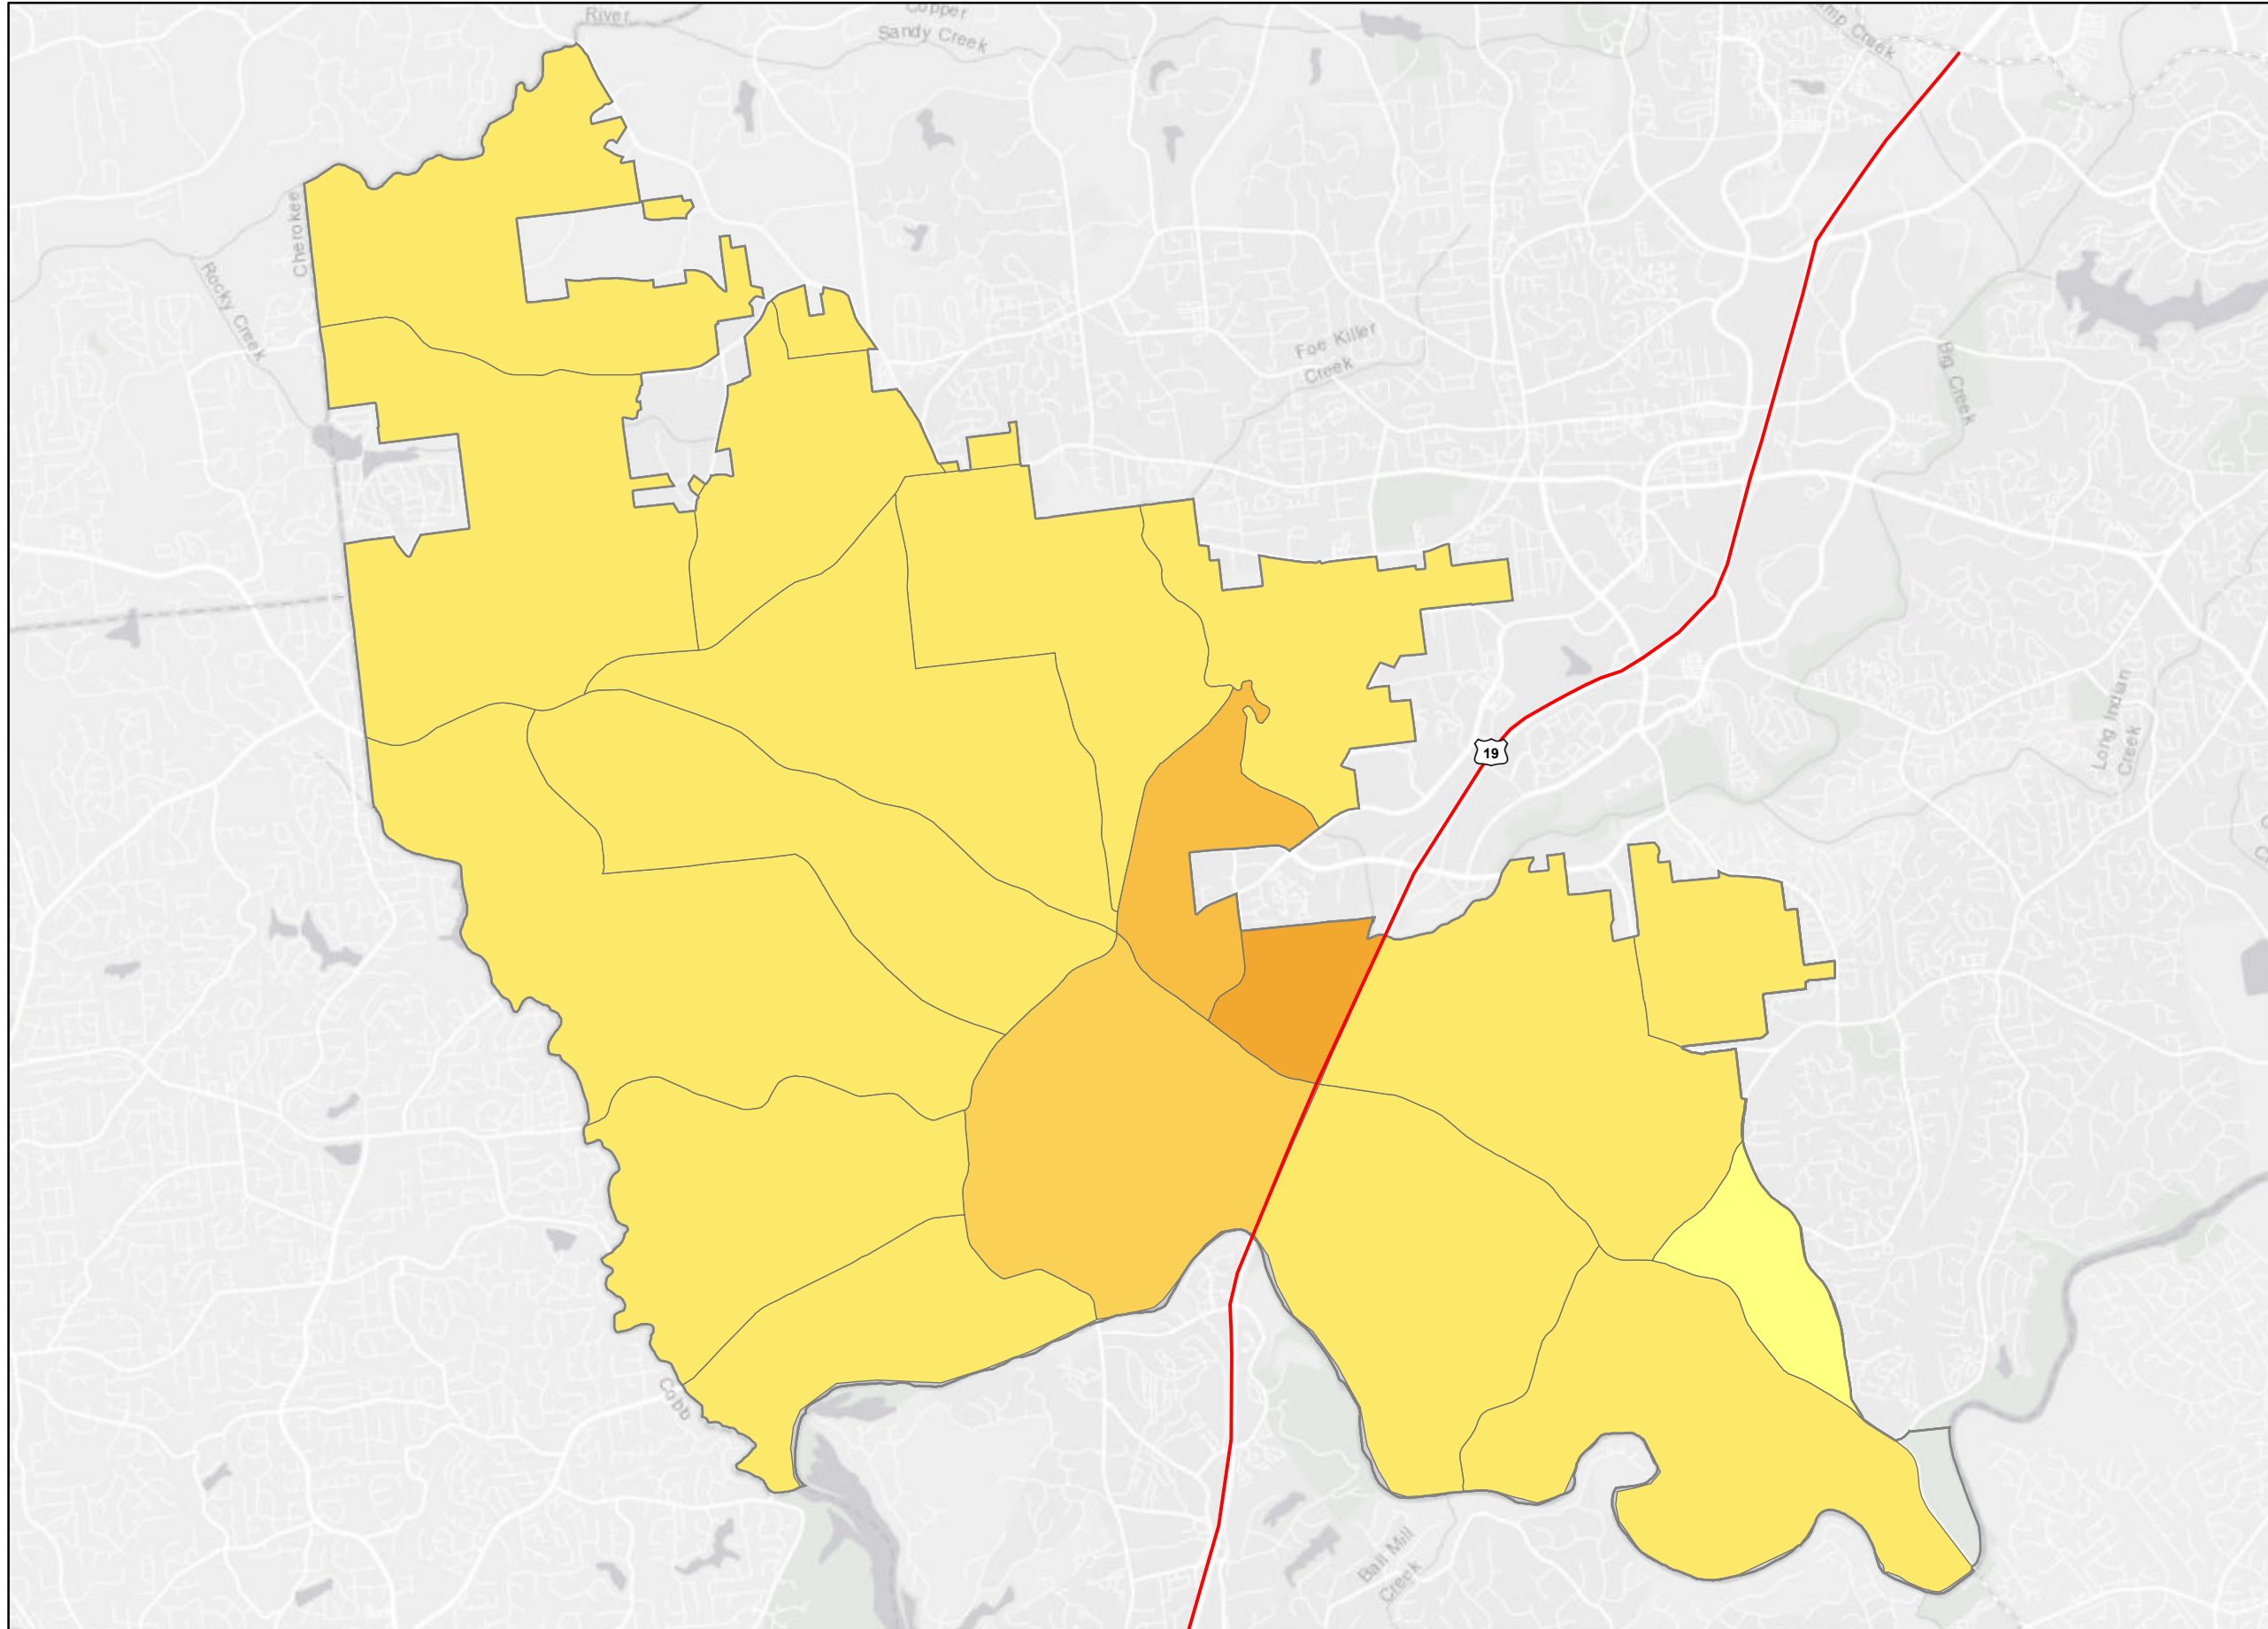 River
Copper
Sandy Creek
Cherokee
Rocky Creek
Foe Killer
Creek
Big Creek
Long Indian
Creek
19
Cobb
Ball Mill
Creek